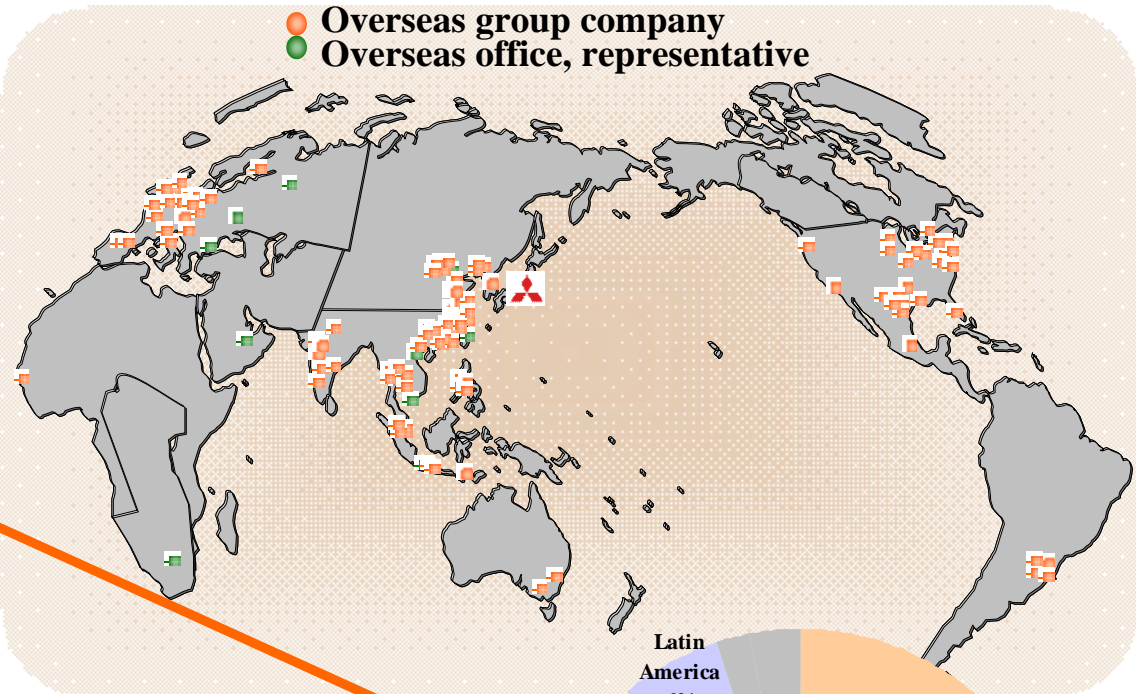 Overseas group company
Overseas office, representative
Latin
America